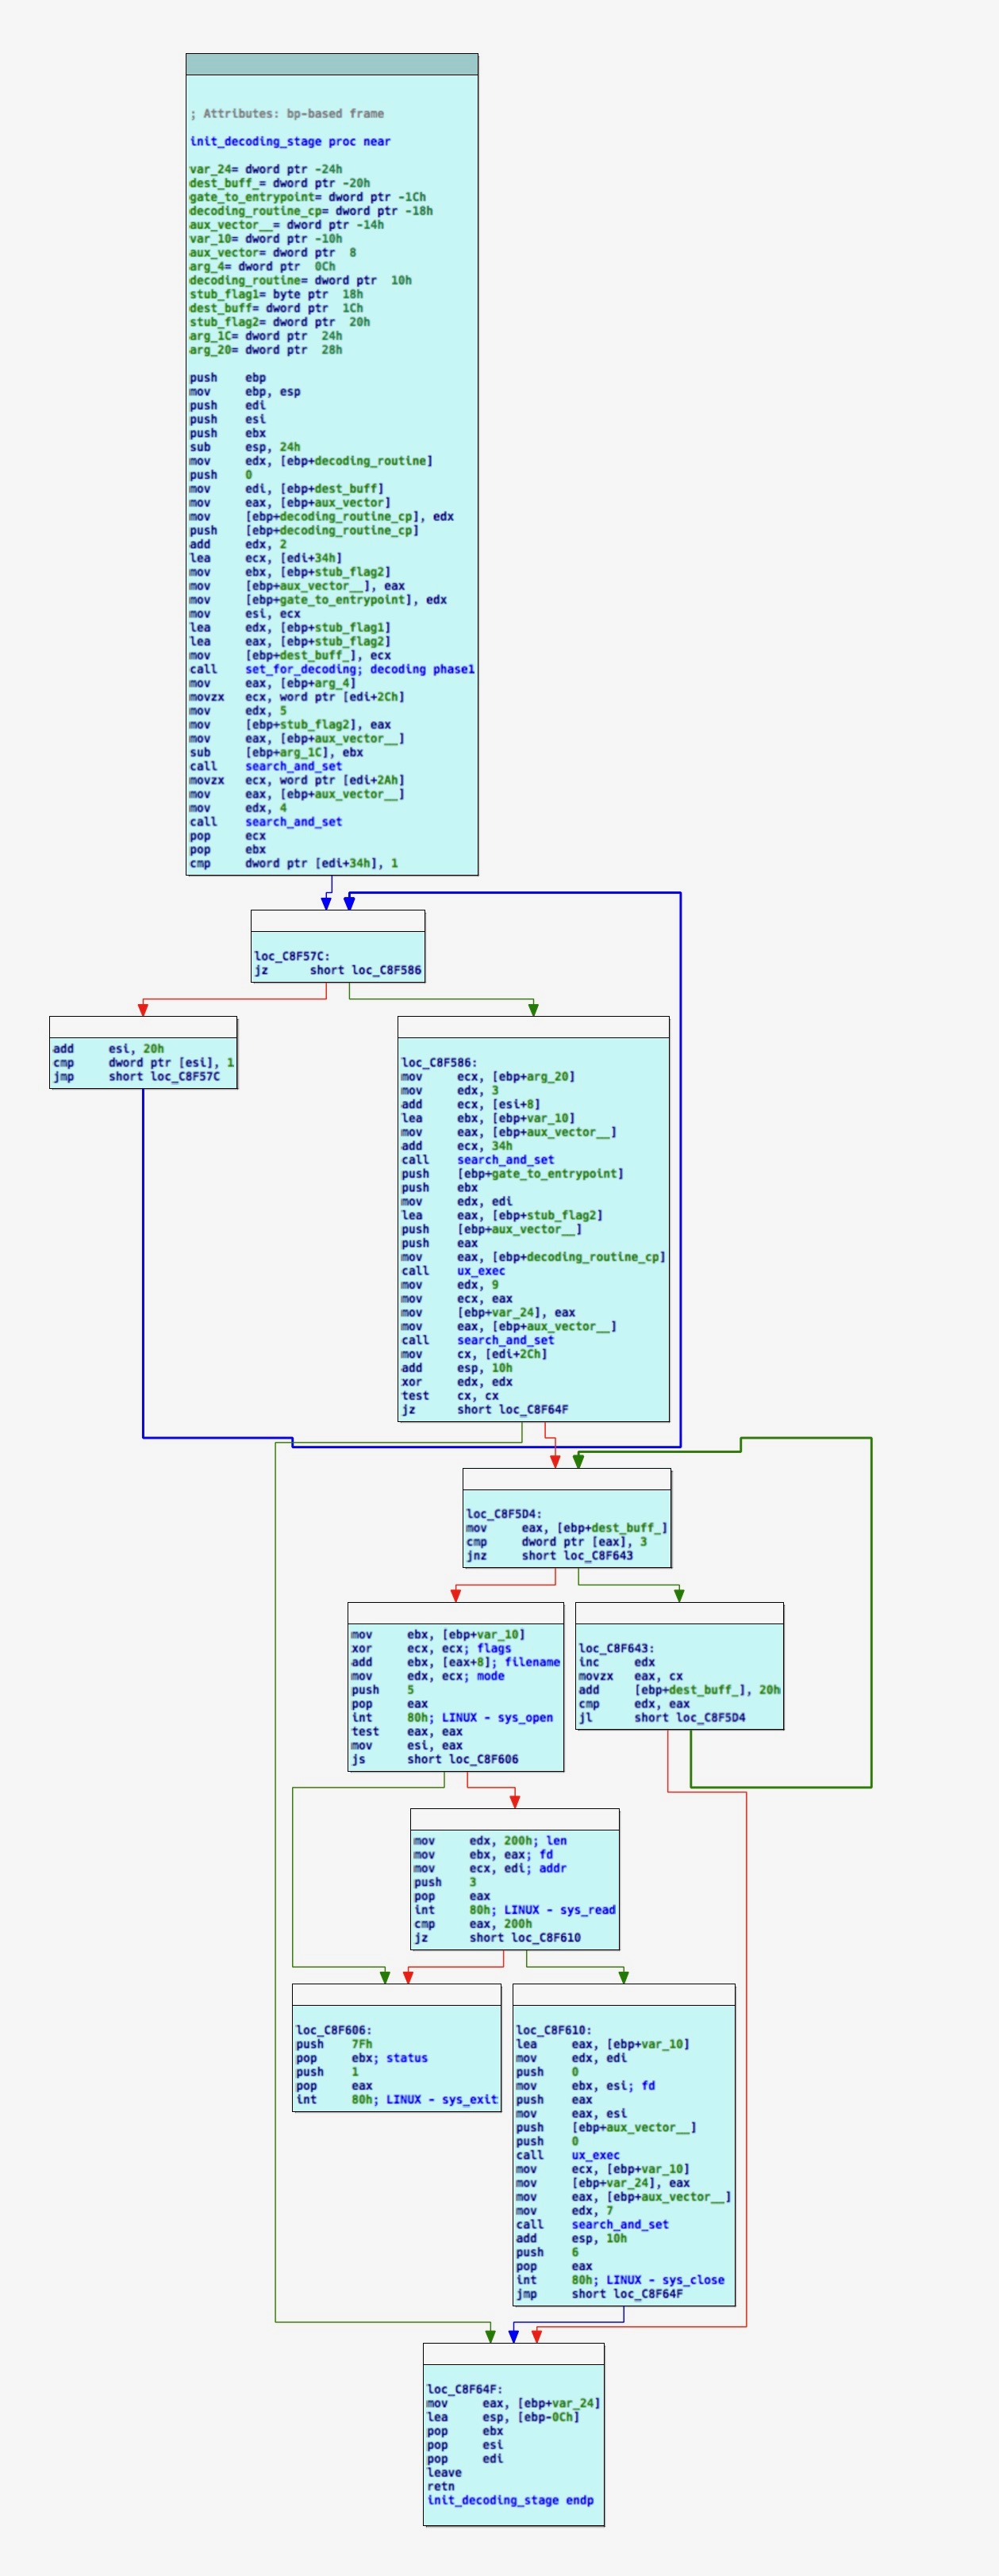 ; Attributes: bp-based frame
init_decoding_stage proc near
var_24= dword ptr -24h
dest_buff_= dword ptr -20h
gate_to_entrypoint= dword ptr -1Ch
decoding_routine_cp= dword ptr -18h
aux_vector__= dword ptr -14h
var_10= dword ptr -10h
aux_vector= dword ptr  8
arg_4= dword ptr  0Ch
decoding_routine= dword ptr  10h
stub_flag1= byte ptr  18h
dest_buff= dword ptr  1Ch
stub_flag2= dword ptr  20h
arg_1C= dword ptr  24h
arg_20= dword ptr  28h
push    ebp
mov     ebp, esp
push    edi
push    esi
push    ebx
sub     esp, 24h
mov     edx, [ebp+decoding_routine]
push    0
mov     edi, [ebp+dest_buff]
mov     eax, [ebp+aux_vector]
mov     [ebp+decoding_routine_cp], edx
push    [ebp+decoding_routine_cp]
add     edx, 2
lea     ecx, [edi+34h]
mov     ebx, [ebp+stub_flag2]
mov     [ebp+aux_vector__], eax
mov     [ebp+gate_to_entrypoint], edx
mov     esi, ecx
lea     edx, [ebp+stub_flag1]
lea     eax, [ebp+stub_flag2]
mov     [ebp+dest_buff_], ecx
call    set_for_decoding; decoding phase1
mov     eax, [ebp+arg_4]
movzx   ecx, word ptr [edi+2Ch]
mov     edx, 5
mov     [ebp+stub_flag2], eax
mov     eax, [ebp+aux_vector__]
sub     [ebp+arg_1C], ebx
call    search_and_set
movzx   ecx, word ptr [edi+2Ah]
mov     eax, [ebp+aux_vector__]
mov     edx, 4
call    search_and_set
pop     ecx
pop     ebx
cmp     dword ptr [edi+34h], 1
loc_C8F57C:
jz      short loc_C8F586
add     esi, 20h
cmp     dword ptr [esi], 1
jmp     short loc_C8F57C
loc_C8F586:
mov     ecx, [ebp+arg_20]
mov     edx, 3
add     ecx, [esi+8]
lea     ebx, [ebp+var_10]
mov     eax, [ebp+aux_vector__]
add     ecx, 34h
call    search_and_set
push    [ebp+gate_to_entrypoint]
push    ebx
mov     edx, edi
lea     eax, [ebp+stub_flag2]
push    [ebp+aux_vector__]
push    eax
mov     eax, [ebp+decoding_routine_cp]
call    ux_exec
mov     edx, 9
mov     ecx, eax
mov     [ebp+var_24], eax
mov     eax, [ebp+aux_vector__]
call    search_and_set
mov     cx, [edi+2Ch]
add     esp, 10h
xor     edx, edx
test    cx, cx
jz      short loc_C8F64F
loc_C8F5D4:
mov     eax, [ebp+dest_buff_]
cmp     dword ptr [eax], 3
jnz     short loc_C8F643
mov     ebx, [ebp+var_10]
xor     ecx, ecx; flags
add     ebx, [eax+8]; filename
mov     edx, ecx; mode
push    5
pop     eax
int     80h; LINUX - sys_open
test    eax, eax
mov     esi, eax
js      short loc_C8F606
loc_C8F643:
inc     edx
movzx   eax, cx
add     [ebp+dest_buff_], 20h
cmp     edx, eax
jl      short loc_C8F5D4
mov     edx, 200h; len
mov     ebx, eax; fd
mov     ecx, edi; addr
push    3
pop     eax
int     80h; LINUX - sys_read
cmp     eax, 200h
jz      short loc_C8F610
loc_C8F606:
push    7Fh
pop     ebx; status
push    1
pop     eax
int     80h; LINUX - sys_exit
loc_C8F610:
lea     eax, [ebp+var_10]
mov     edx, edi
push    0
mov     ebx, esi; fd
push    eax
mov     eax, esi
push    [ebp+aux_vector__]
push    0
call    ux_exec
mov     ecx, [ebp+var_10]
mov     [ebp+var_24], eax
mov     eax, [ebp+aux_vector__]
mov     edx, 7
call    search_and_set
add     esp, 10h
push    6
pop     eax
int     80h; LINUX - sys_close
jmp     short loc_C8F64F
loc_C8F64F:
mov     eax, [ebp+var_24]
lea     esp, [ebp-0Ch]
pop     ebx
pop     esi
pop     edi
leave
retn
init_decoding_stage endp